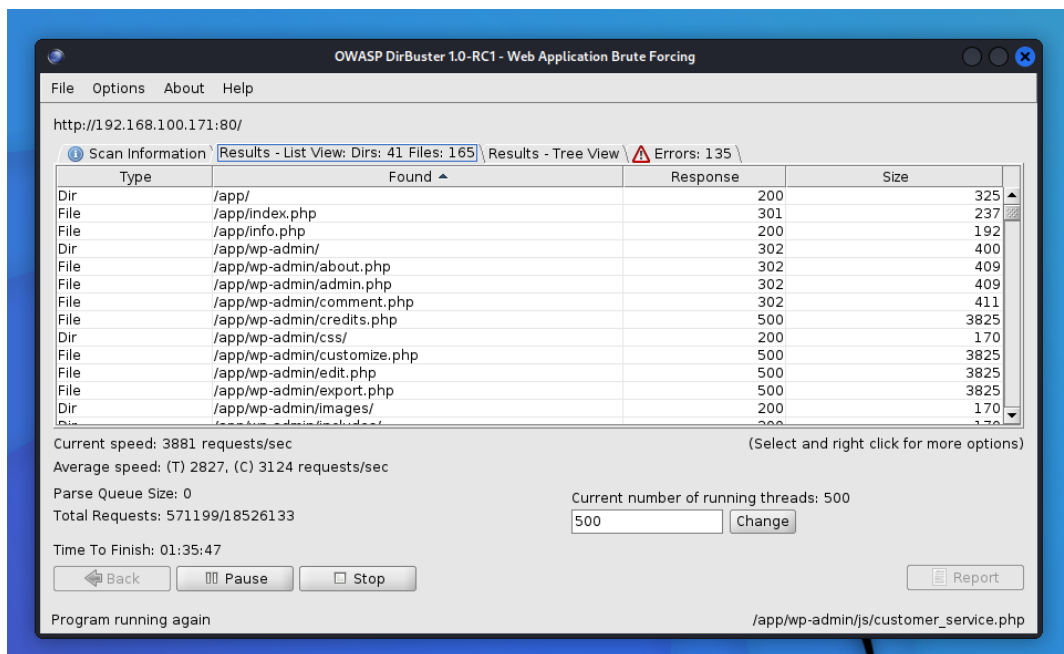 OWASP DirBuster 1.0-RC1 - Web Application Brute Forcing
File Options About Help
http://192.168.100.171:80/
Scan Information Results - List View: Dirs: 41 Files: 165 Results - Tree View Errors: 135
Type Found Response Size
Dir /app/ 200 325
File /app/index.php 301 237
File /app/info.php 200 192
Dir /app/wp-admin/ 302 400
File /app/wp-admin/about.php 302 409
File /app/wp-admin/admin.php 302 409
File /app/wp-admin/comment.php 302 411
File /app/wp-admin/credits.php 500 3825
Dir /app/wp-admin/css/ 200 170
File /app/wp-admin/customize.php 500 3825
File /app/wp-admin/edit.php 500 3825
File /app/wp-admin/export.php 500 3825
Dir /app/wp-admin/images/ 200 170
Dir /app/wp-admin/includes/ 200 170
Current speed: 3881 requests/sec (Select and right click for more options)
Average speed: (T) 2827, (C) 3124 requests/sec
Parse Queue Size: 0 Current number of running threads: 500
Total Requests: 571199/18526133 500 Change
Time To Finish: 01:35:47
Back Pause Stop Report
Program running again /app/wp-admin/js/customer_service.php